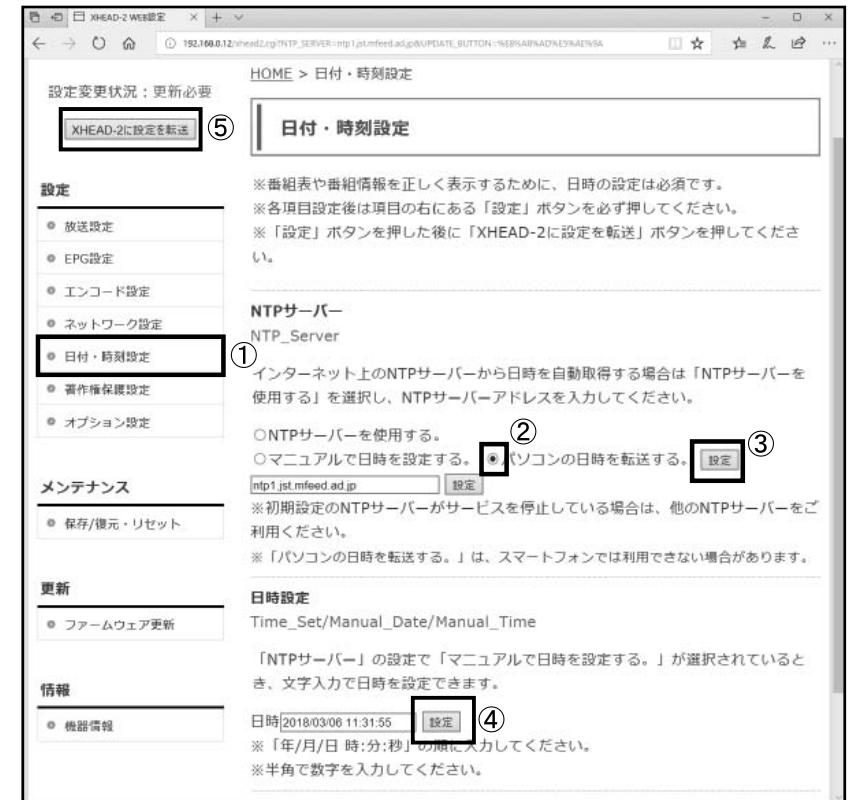 XHEAD-2 WEB設定
192.168.0.12/xhead2.cgi?NTP_SERVER=ntp1.jst.mfeed.ad.jp&UPDATE_BUTTON=
設定変更状況：更新必要
XHEAD-2に設定を転送
⑤
設定
放送設定
EPG設定
エンコード設定
ネットワーク設定
日付・時刻設定
①
著作権保護設定
オプション設定
メンテナンス
保存/復元・リセット
更新
ファームウェア更新
情報
機器情報
HOME > 日付・時刻設定
日付・時刻設定
※番組表や番組情報を正しく表示するために、日時の設定は必須です。
※各項目設定後は項目の右にある「設定」ボタンを必ず押してください。
※「設定」ボタンを押した後に「XHEAD-2に設定を転送」ボタンを押してくださ
い。
NTPサーバー
NTP_Server
インターネット上のNTPサーバーから日時を自動取得する場合は「NTPサーバーを
使用する」を選択し、NTPサーバーアドレスを入力してください。
○NTPサーバーを使用する。
②
○マニュアルで日時を設定する。 ◉パソコンの日時を転送する。 設定
③
ntp1.jst.mfeed.ad.jp 設定
※初期設定のNTPサーバーがサービスを停止している場合は、他のNTPサーバーをご
利用ください。
※「パソコンの日時を転送する。」は、スマートフォンでは利用できない場合があります。
日時設定
Time_Set/Manual_Date/Manual_Time
「NTPサーバー」の設定で「マニュアルで日時を設定する。」が選択されていると
き、文字入力で日時を設定できます。
日時 2018/03/06 11:31:55 設定 ④
※「年/月/日 時:分:秒」の順に入力してください。
※半角で数字を入力してください。